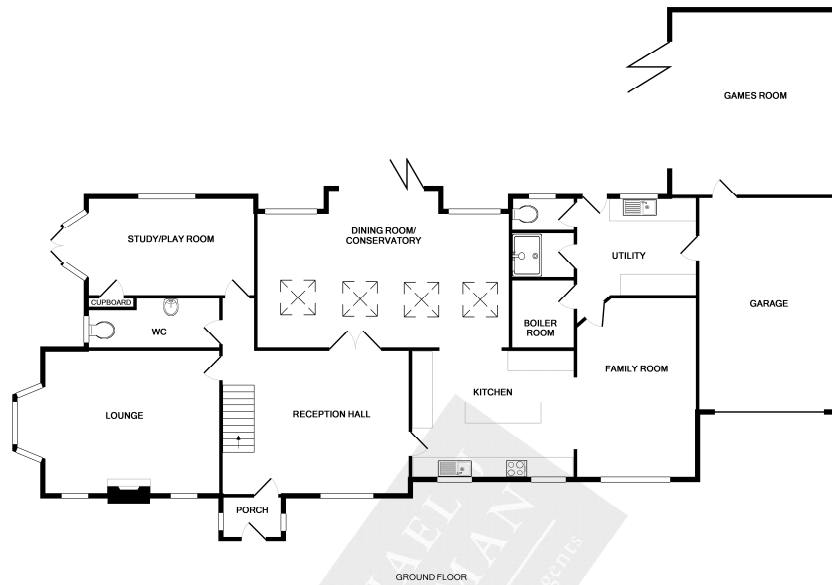 GAMES ROOM
STUDY/PLAY ROOM
DINING ROOM/
CONSERVATORY
UTILITY
CUPBOARD
WC
BOILER
ROOM
GARAGE
FAMILY ROOM
LOUNGE
RECEPTION HALL
KITCHEN
PORCH
GROUND FLOOR